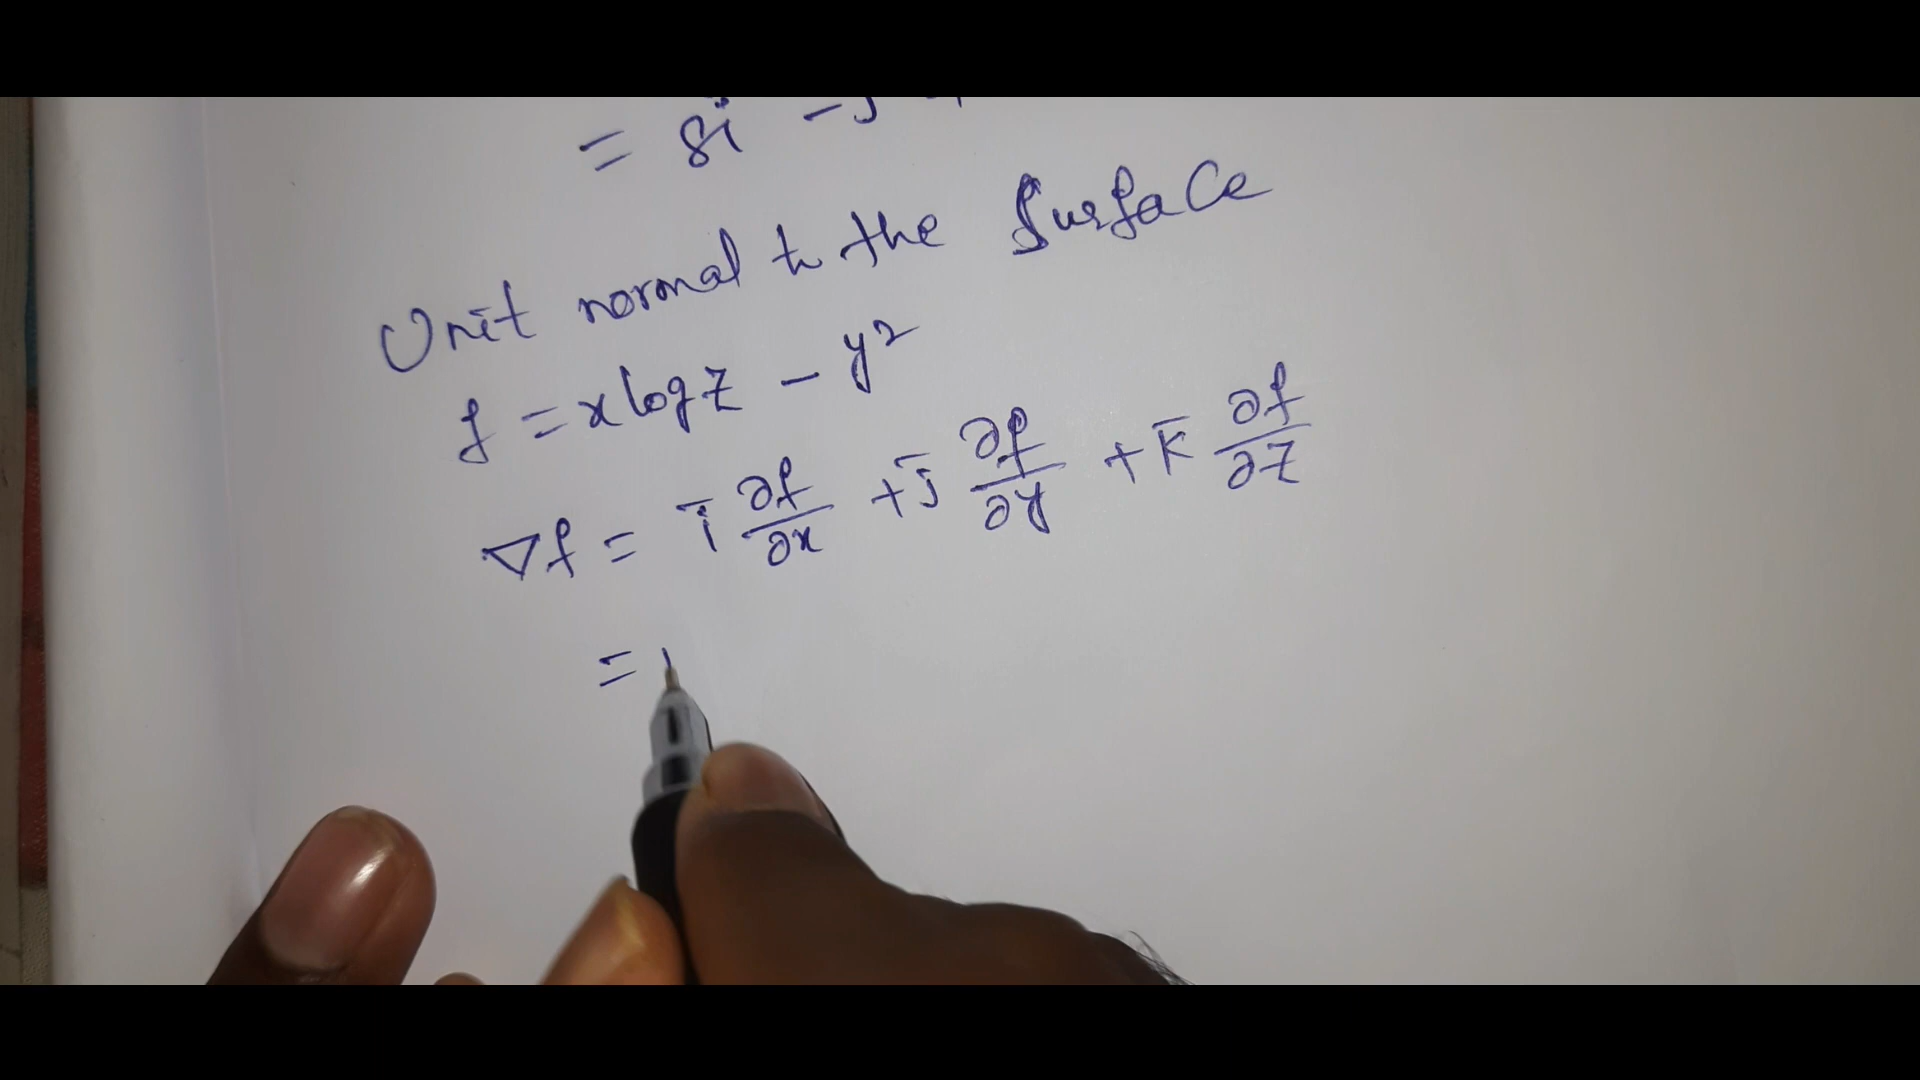 = 8i - j
Unit normal to the Surface
f = x log z - y²
∇f = i̅ ∂f/∂x + j̅ ∂f/∂y + k̅ ∂f/∂z
=